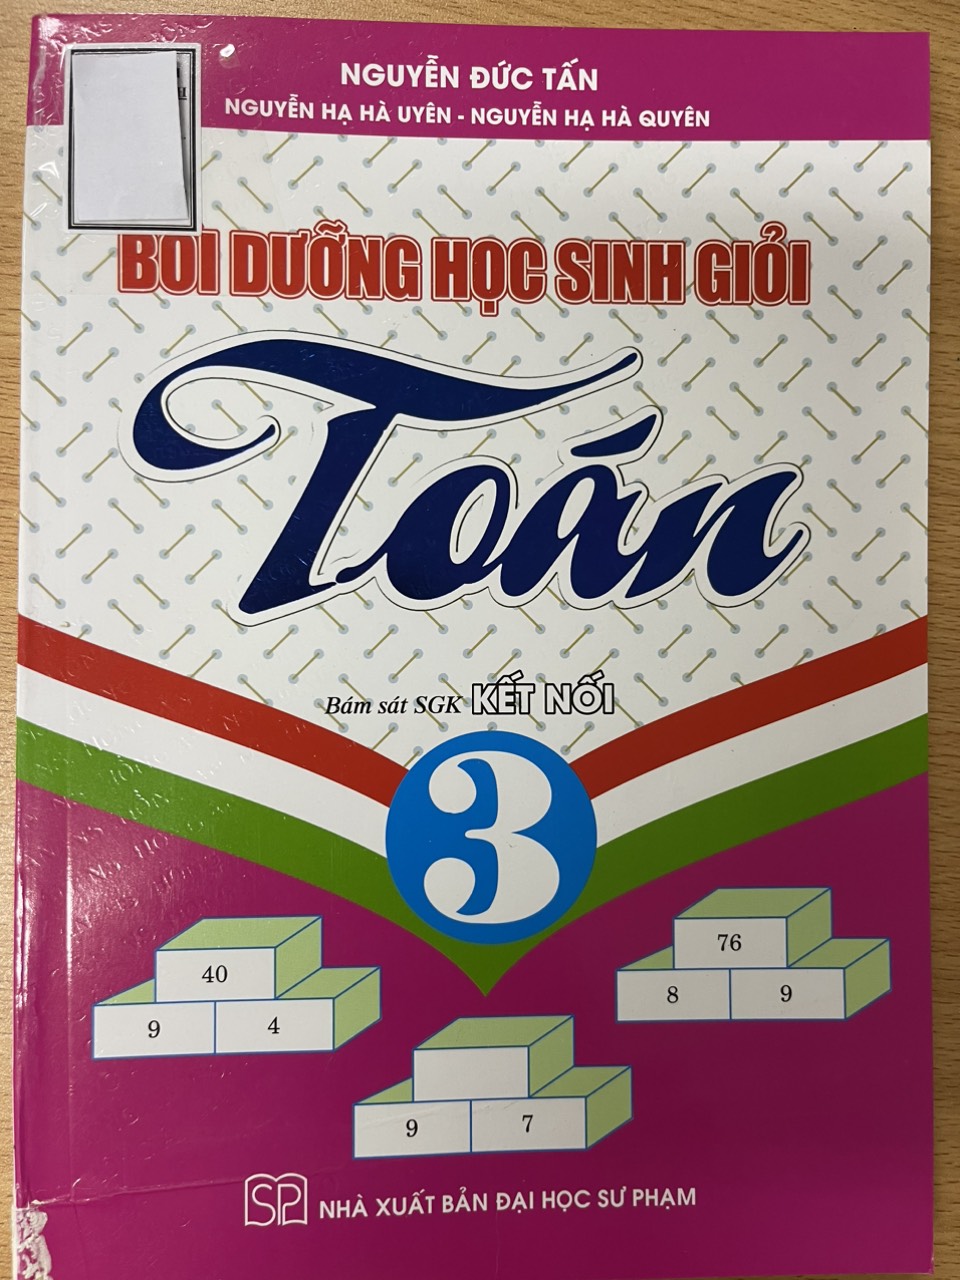 NGUYỄN ĐỨC TẤN
NGUYỄN HẠ HÀ UYÊN - NGUYỄN HẠ HÀ QUYÊN
BỒI DƯỠNG HỌC SINH GIỎI
Toán
Bám sát SGK KẾT NỐI
3
40
9 4
76
8 9
9 7
SP NHÀ XUẤT BẢN ĐẠI HỌC SƯ PHẠM